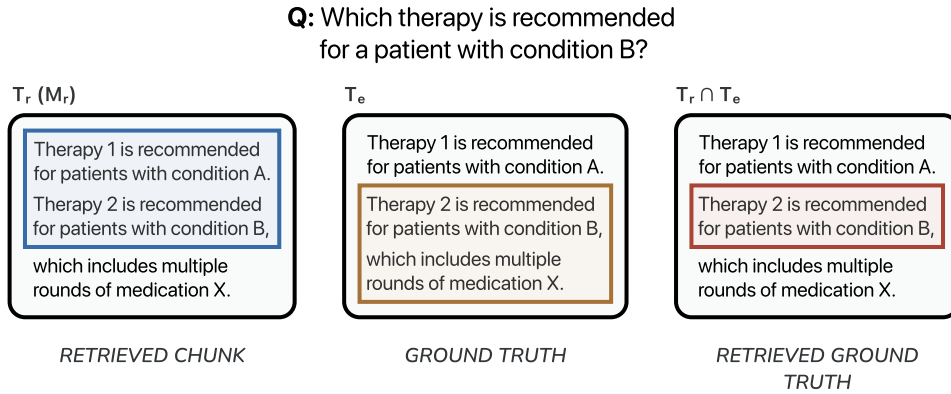 Q: Which therapy is recommended
for a patient with condition B?
Tᵣ (Mᵣ)
Therapy 1 is recommended
for patients with condition A.
Therapy 2 is recommended
for patients with condition B,
which includes multiple
rounds of medication X.
RETRIEVED CHUNK
Tₑ
Therapy 1 is recommended
for patients with condition A.
Therapy 2 is recommended
for patients with condition B,
which includes multiple
rounds of medication X.
GROUND TRUTH
Tᵣ ∩ Tₑ
Therapy 1 is recommended
for patients with condition A.
Therapy 2 is recommended
for patients with condition B,
which includes multiple
rounds of medication X.
RETRIEVED GROUND
TRUTH